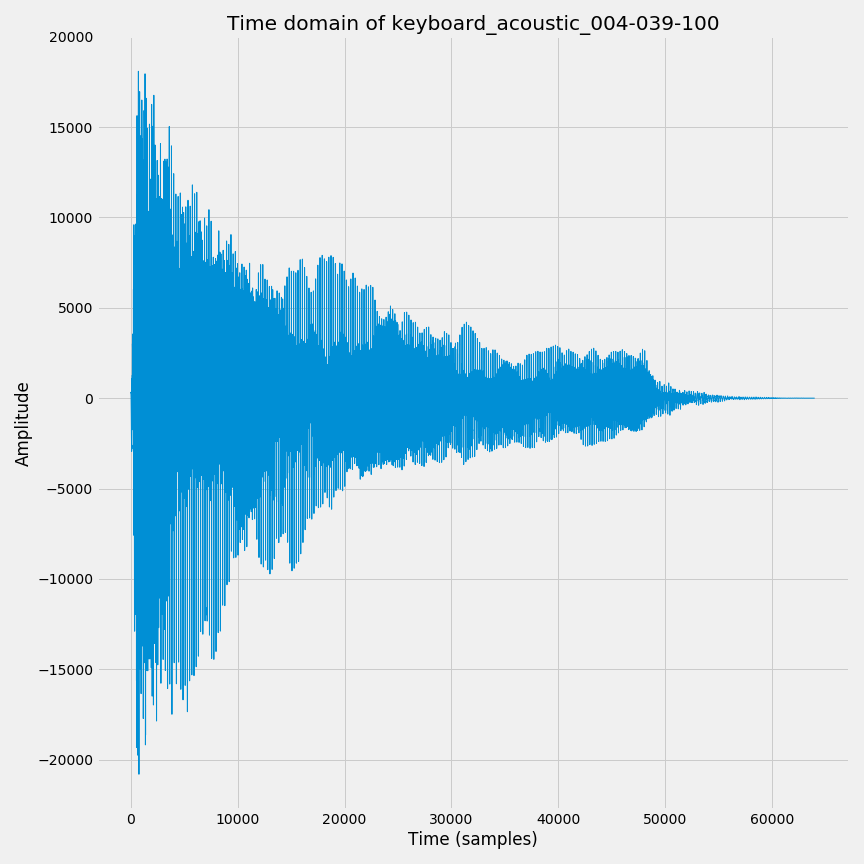 Time domain of keyboard_acoustic_004-039-100
20000
15000
10000
5000
0
−5000
−10000
−15000
−20000
Amplitude
0 10000 20000 30000 40000 50000 60000
Time (samples)